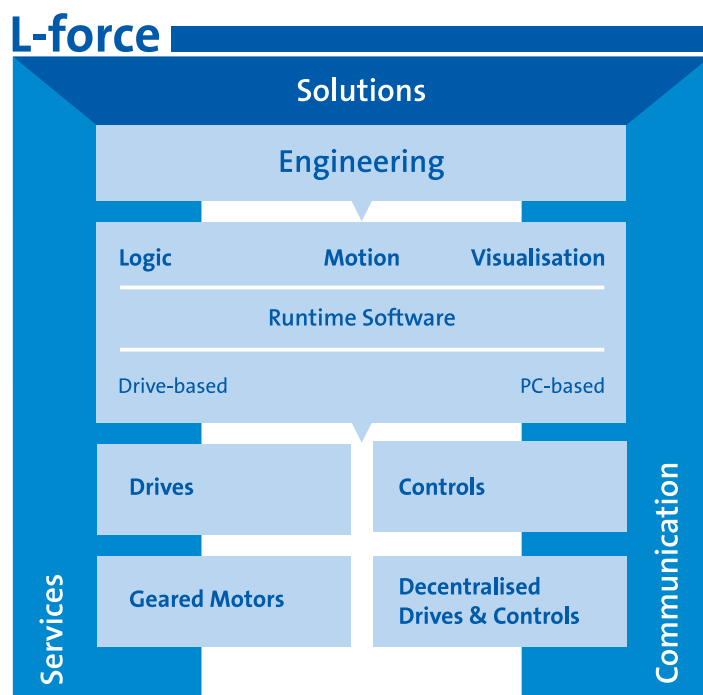 L-force
Solutions
Engineering
Logic Motion Visualisation
Runtime Software
Drive-based PC-based
Drives
Controls
Geared Motors
Decentralised
Drives & Controls
Services
Communication